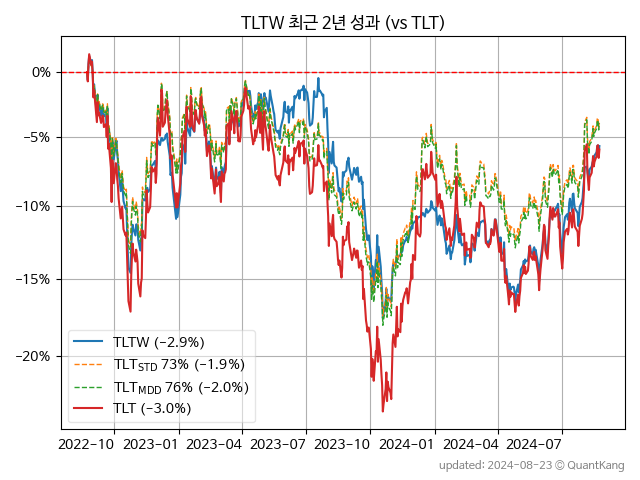 TLTW 최근 2년 성과 (vs TLT)
0%
−5%
−10%
−15%
−20%
TLTW (−2.9%)
TLT_STD 73% (−1.9%)
TLT_MDD 76% (−2.0%)
TLT (−3.0%)
2022-10 2023-01 2023-04 2023-07 2023-10 2024-01 2024-04 2024-07
updated: 2024-08-23 ⓒ QuantKang